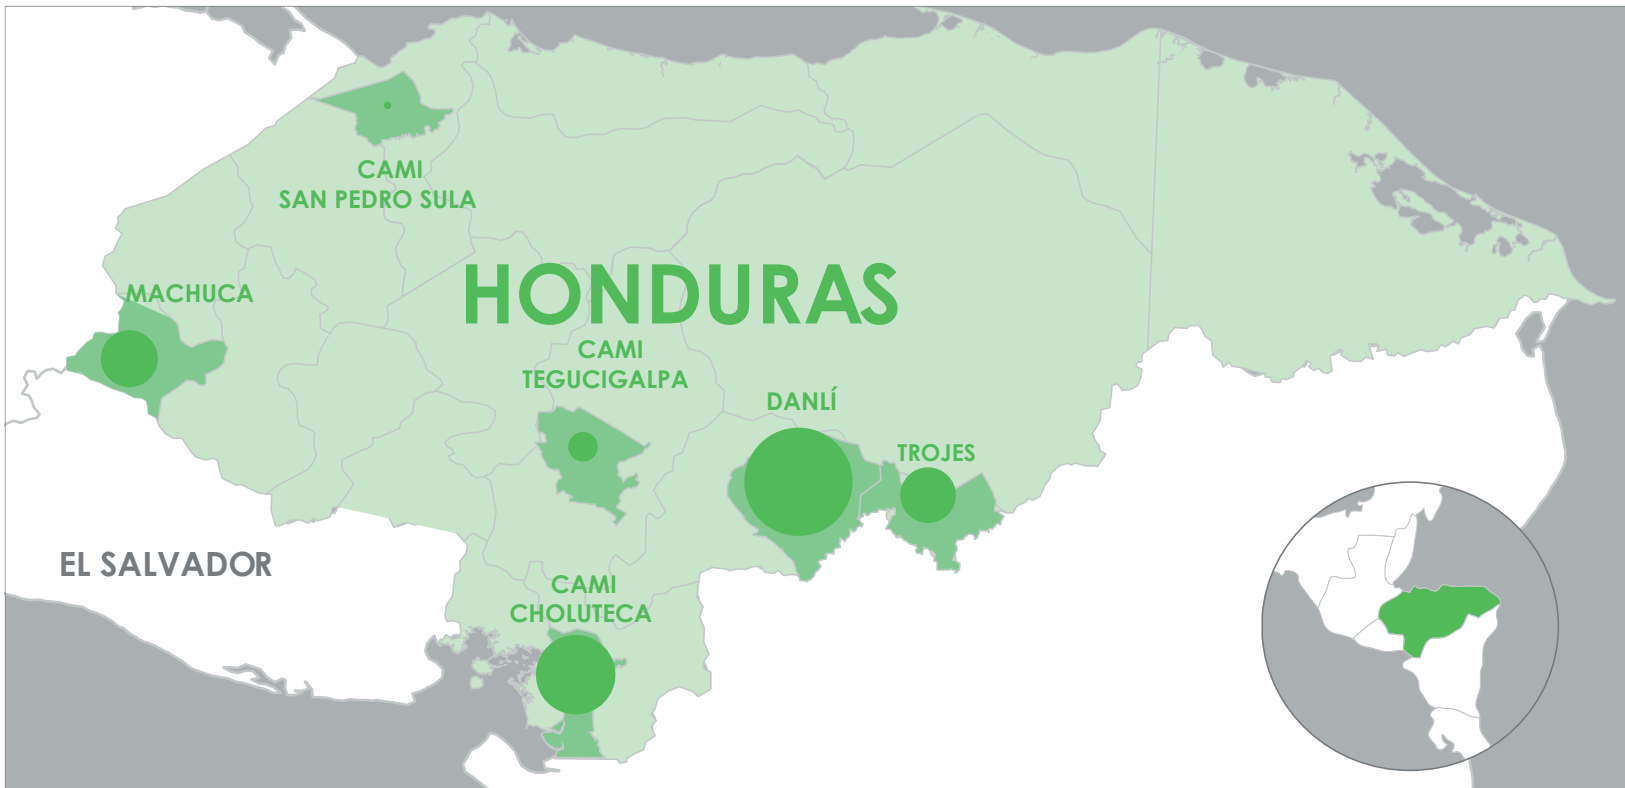 CAMI
SAN PEDRO SULA
HONDURAS
MACHUCA
CAMI
TEGUCIGALPA
DANLÍ
TROJES
EL SALVADOR
CAMI
CHOLUTECA